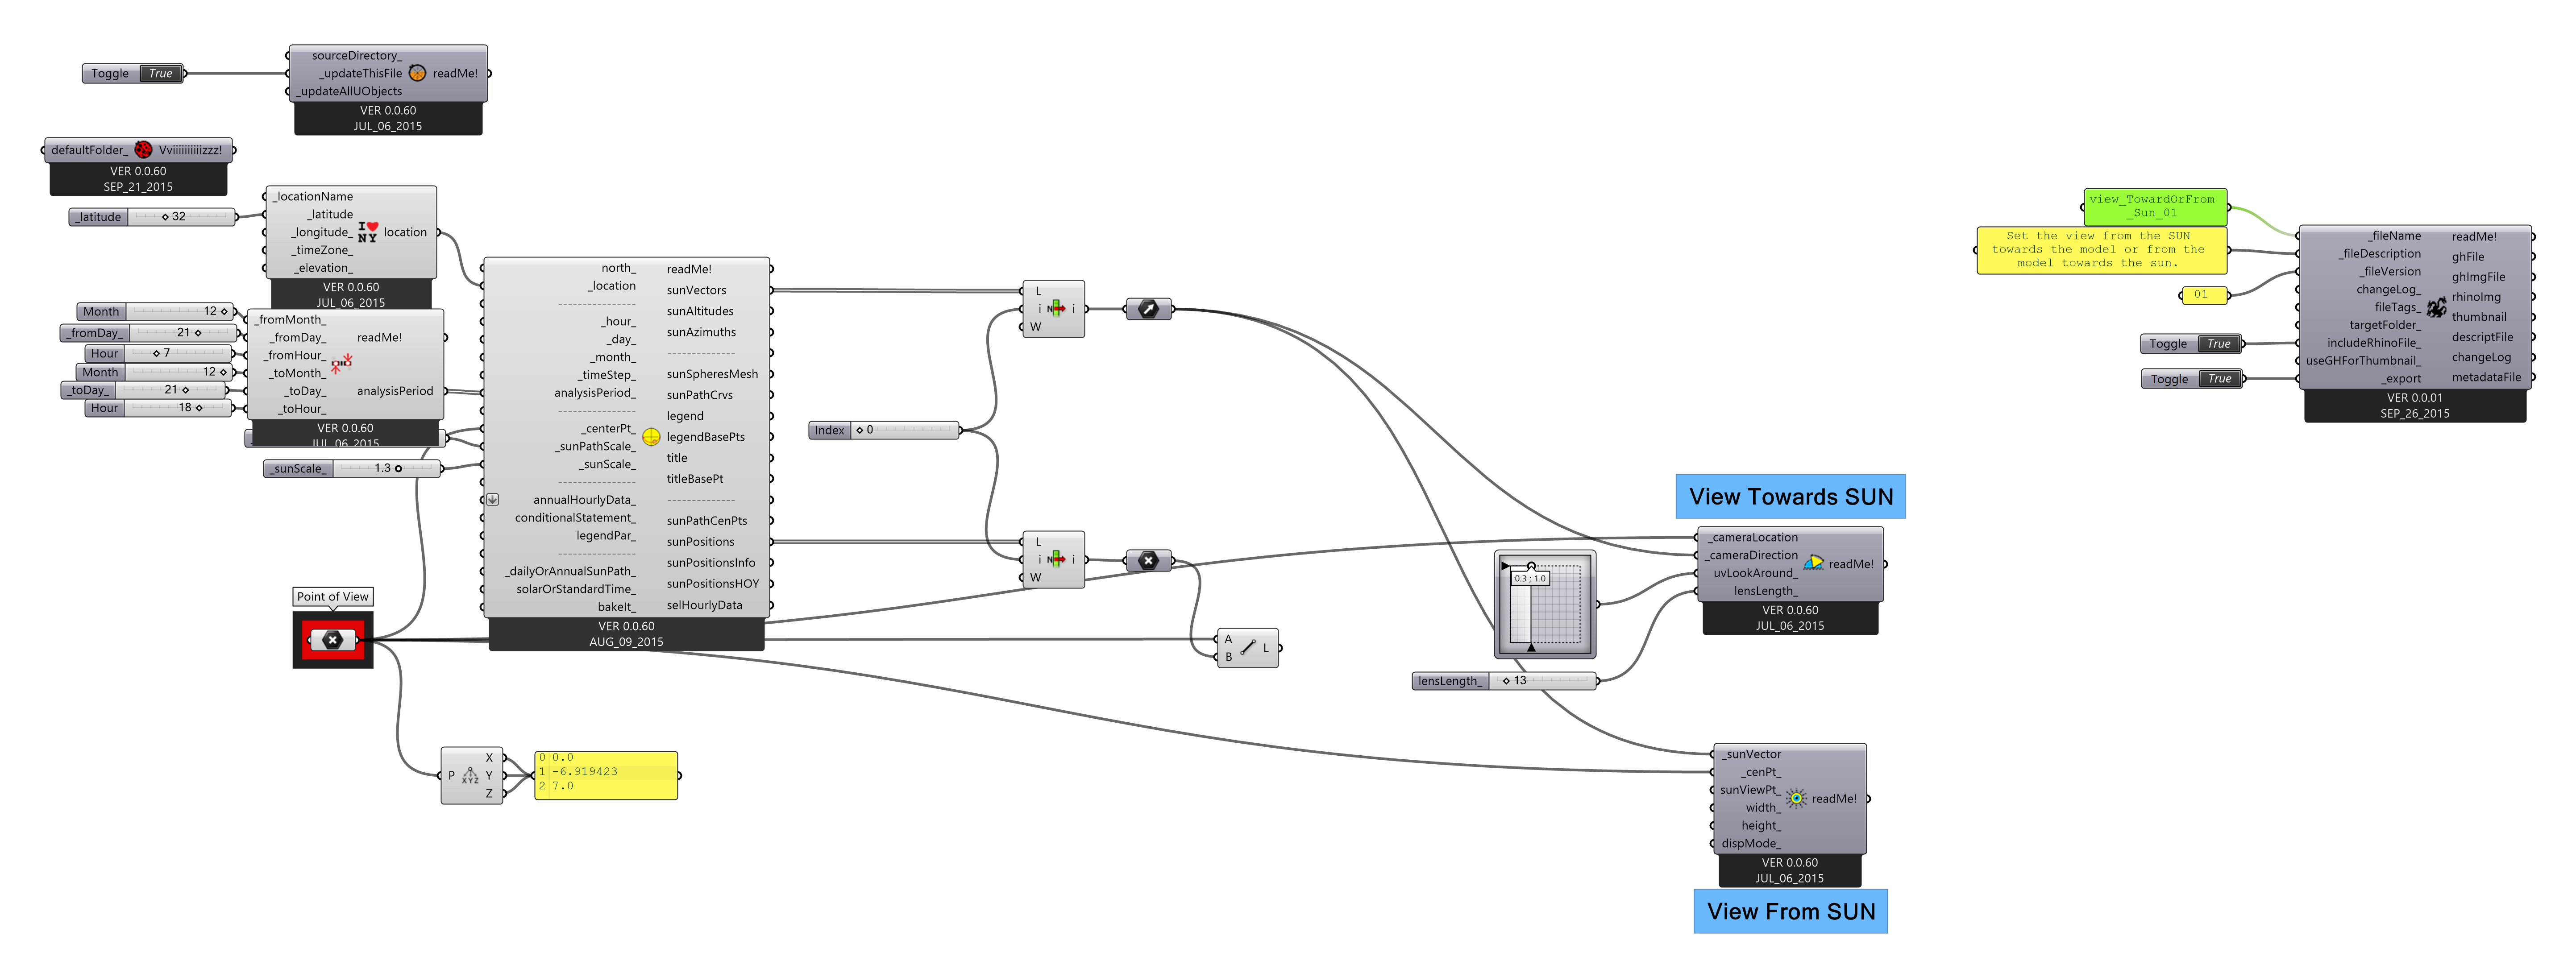 Toggle True
sourceDirectory_
_updateThisFile
_updateAllUObjects
readMe!
VER 0.0.60
JUL_06_2015
defaultFolder_
Vviiiiiiiiiizzz!
VER 0.0.60
SEP_21_2015
_latitude 32
_locationName
_latitude
_longitude_
_timeZone_
_elevation_
I NY
location
VER 0.0.60
JUL_06_2015
Month 12
_fromDay_ 21
Hour 7
Month 12
_toDay_ 21
Hour 18
_fromMonth_
_fromDay_
_fromHour_
_toMonth_
_toDay_
_toHour_
readMe!
analysisPeriod
VER 0.0.60
JUL_06_2015
_sunScale_ 1.3
north_
_location
_hour_
_day_
_month_
_timeStep_
analysisPeriod_
_centerPt_
_sunPathScale_
_sunScale_
annualHourlyData_
conditionalStatement_
legendPar_
_dailyOrAnnualSunPath_
solarOrStandardTime_
bakeIt_
readMe!
sunVectors
sunAltitudes
sunAzimuths
sunSpheresMesh
sunPathCrvs
legend
legendBasePts
title
titleBasePt
sunPathCenPts
sunPositions
sunPositionsInfo
sunPositionsHOY
selHourlyData
VER 0.0.60
AUG_09_2015
Point of View
P
XYZ
X
Y
Z
0 0.0
1 -6.919423
2 7.0
Index 0
L
i
W
N
i
L
i
W
N
i
A
B
L
0.3 ; 1.0
lensLength_ 13
View Towards SUN
_cameraLocation
_cameraDirection
uvLookAround_
lensLength_
readMe!
VER 0.0.60
JUL_06_2015
_sunVector
_cenPt_
sunViewPt_
width_
height_
dispMode_
readMe!
VER 0.0.60
JUL_06_2015
View From SUN
view_TowardOrFrom
_Sun_01
Set the view from the SUN
towards the model or from the
model towards the sun.
01
Toggle True
Toggle True
_fileName
_fileDescription
_fileVersion
changeLog_
fileTags_
targetFolder_
includeRhinoFile_
useGHForThumbnail_
_export
readMe!
ghFile
ghImgFile
rhinoImg
thumbnail
descriptFile
changeLog
metadataFile
VER 0.0.01
SEP_26_2015